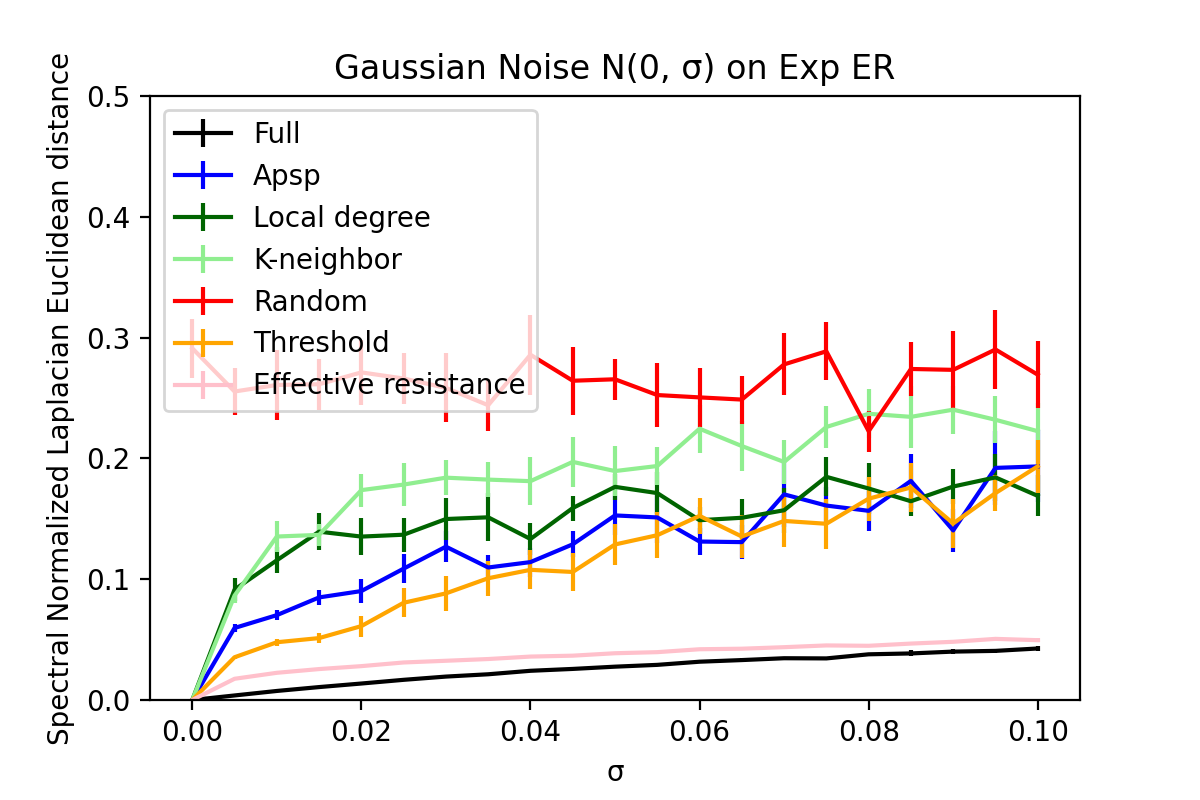 Gaussian Noise N(0, σ) on Exp ER
Spectral Normalized Laplacian Euclidean distance
0.5
0.4
0.3
0.2
0.1
0.0
Full
Apsp
Local degree
K-neighbor
Random
Threshold
Effective resistance
0.00 0.02 0.04 0.06 0.08 0.10
σ